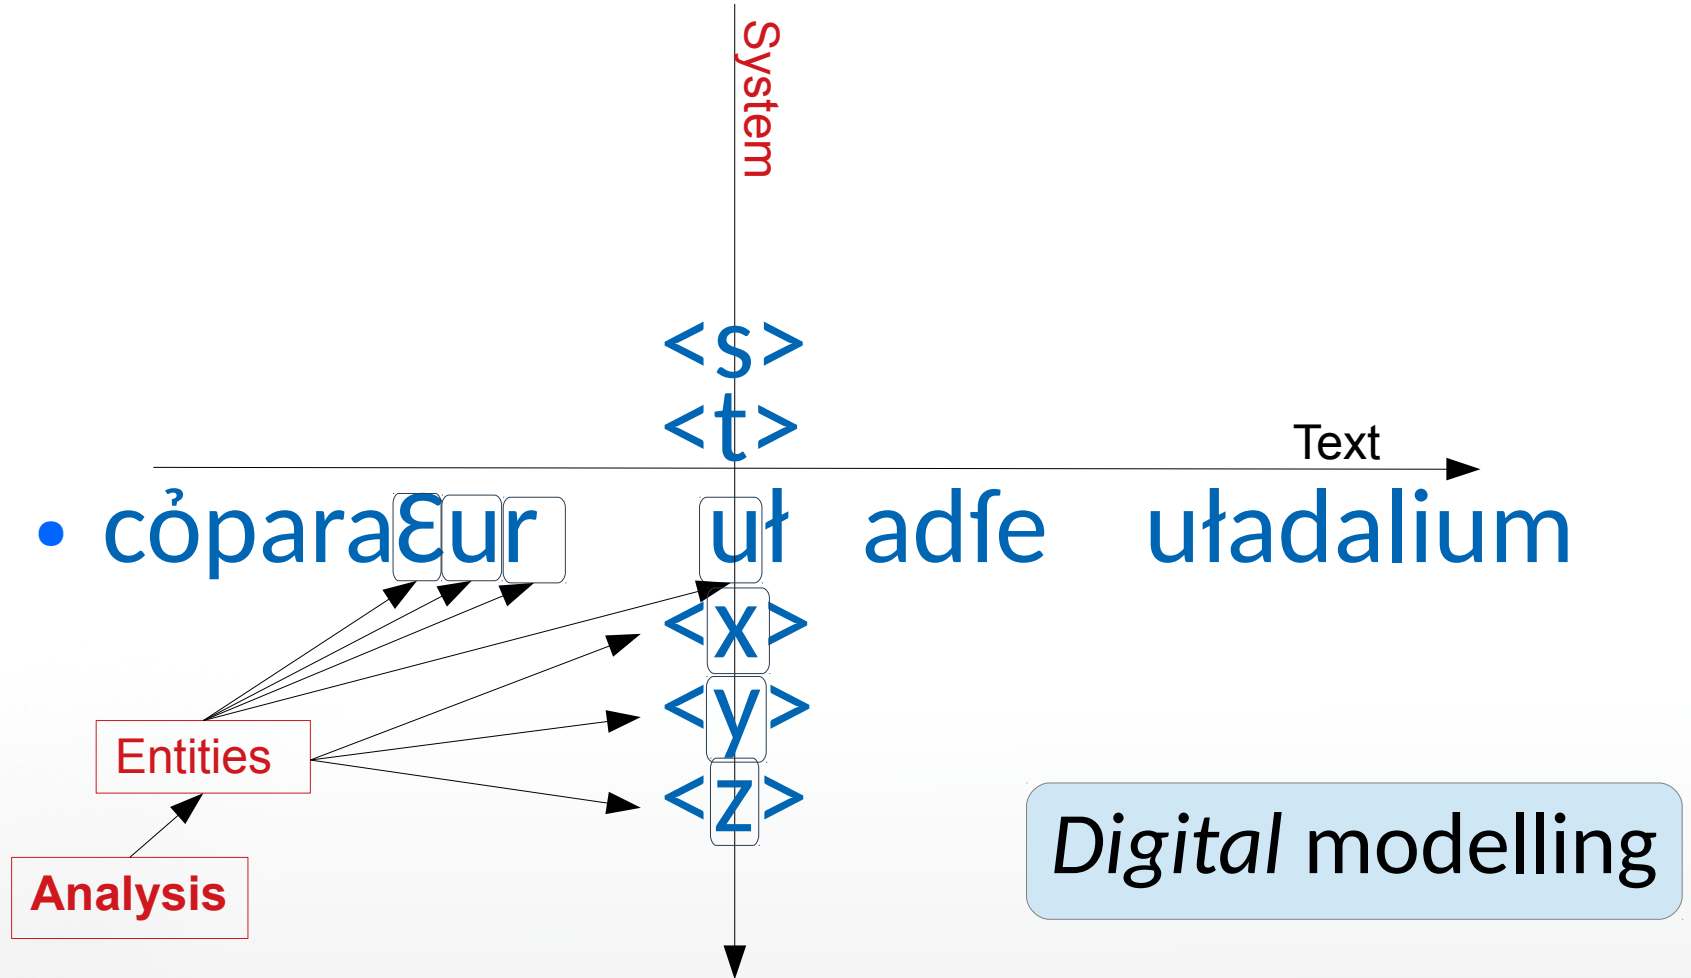 System
<s>
<t>
Text
• cỏparaƐur uł adſe uładalium
<x>
<y>
Entities
<z>
Digital modelling
Analysis